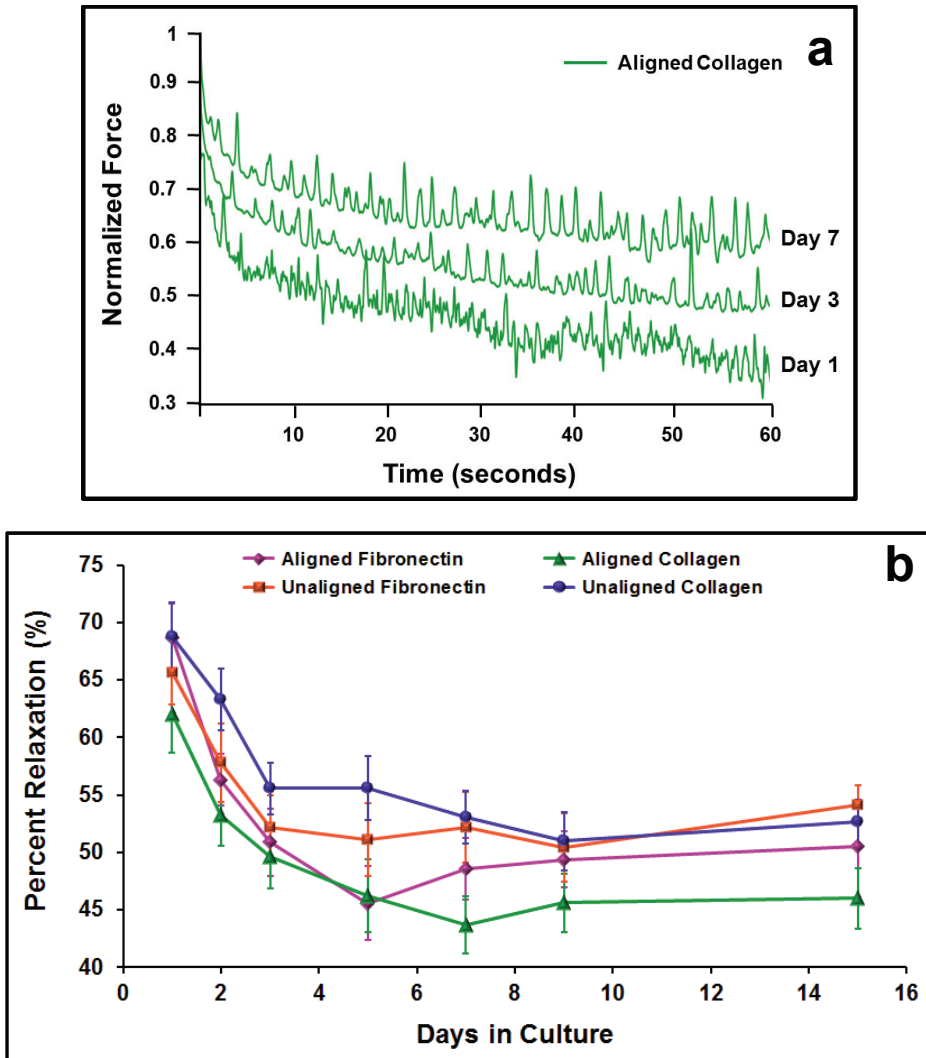 a
Aligned Collagen
Normalized Force
1
0.9
0.8
0.7
0.6
0.5
0.4
0.3
Day 7
Day 3
Day 1
10 20 30 40 50 60
Time (seconds)
b
Aligned Fibronectin Aligned Collagen
Unaligned Fibronectin Unaligned Collagen
Percent Relaxation (%)
75
70
65
60
55
50
45
40
0 2 4 6 8 10 12 14 16
Days in Culture